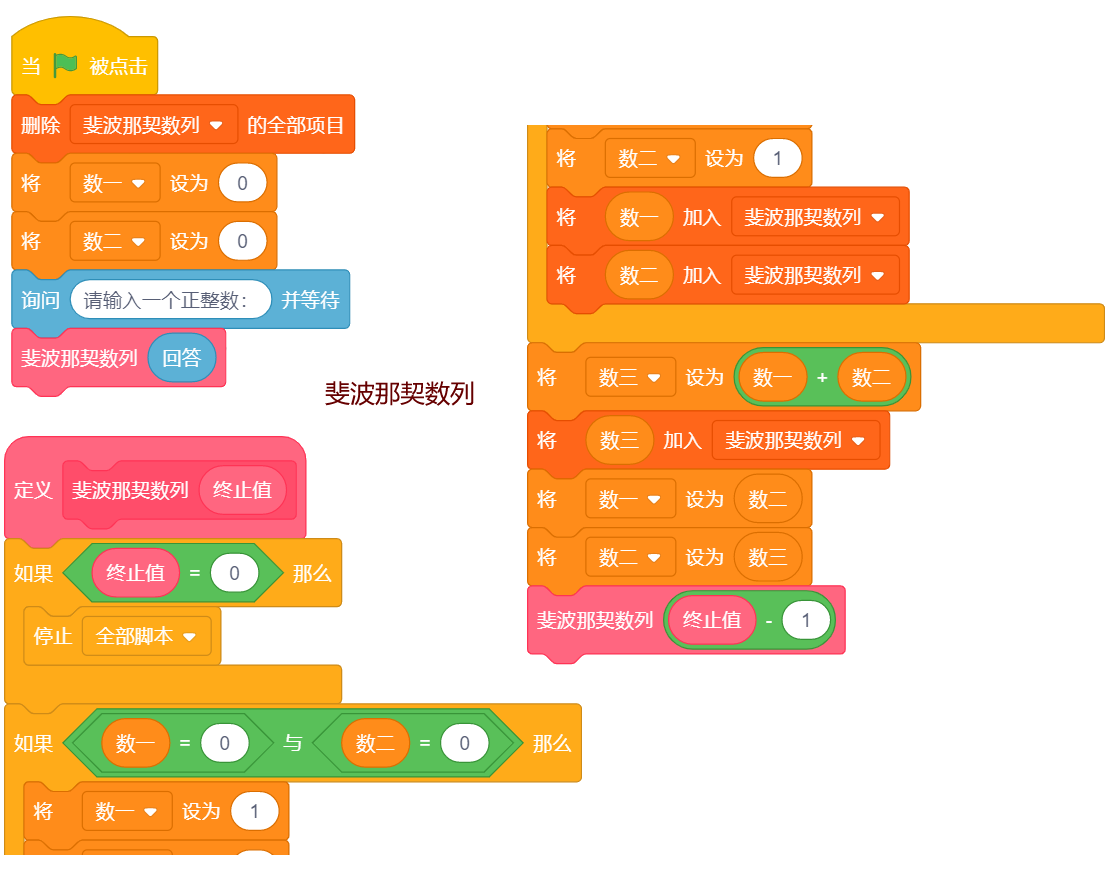 当 被点击
删除 斐波那契数列 的全部项目
将 数一 设为 0
将 数二 设为 0
询问 请输入一个正整数： 并等待
斐波那契数列 回答
斐波那契数列
定义 斐波那契数列 终止值
如果 终止值 = 0 那么
停止 全部脚本
如果 数一 = 0 与 数二 = 0 那么
将 数一 设为 1
将 数二 设为 1
将 数一 加入 斐波那契数列
将 数二 加入 斐波那契数列
将 数三 设为 数一 + 数二
将 数三 加入 斐波那契数列
将 数一 设为 数二
将 数二 设为 数三
斐波那契数列 终止值 - 1